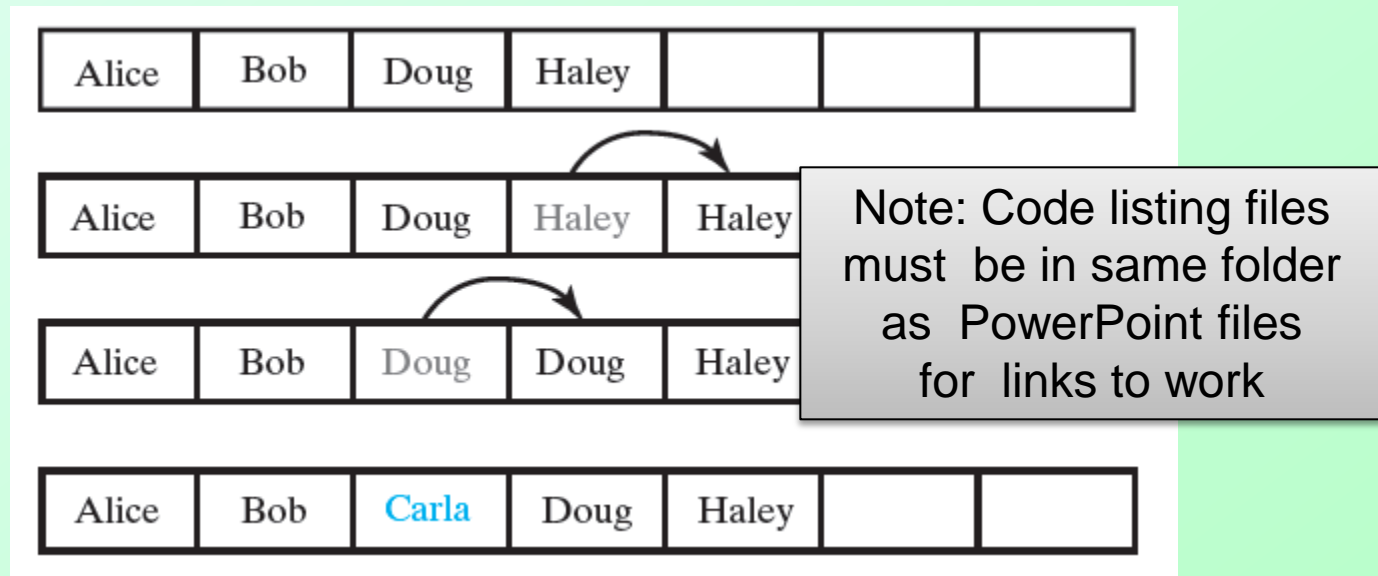 Alice Bob Doug Haley
Alice Bob Doug Haley Haley
Alice Bob Doug Doug Haley
Alice Bob Carla Doug Haley
Note: Code listing files
must be in same folder
as PowerPoint files
for links to work